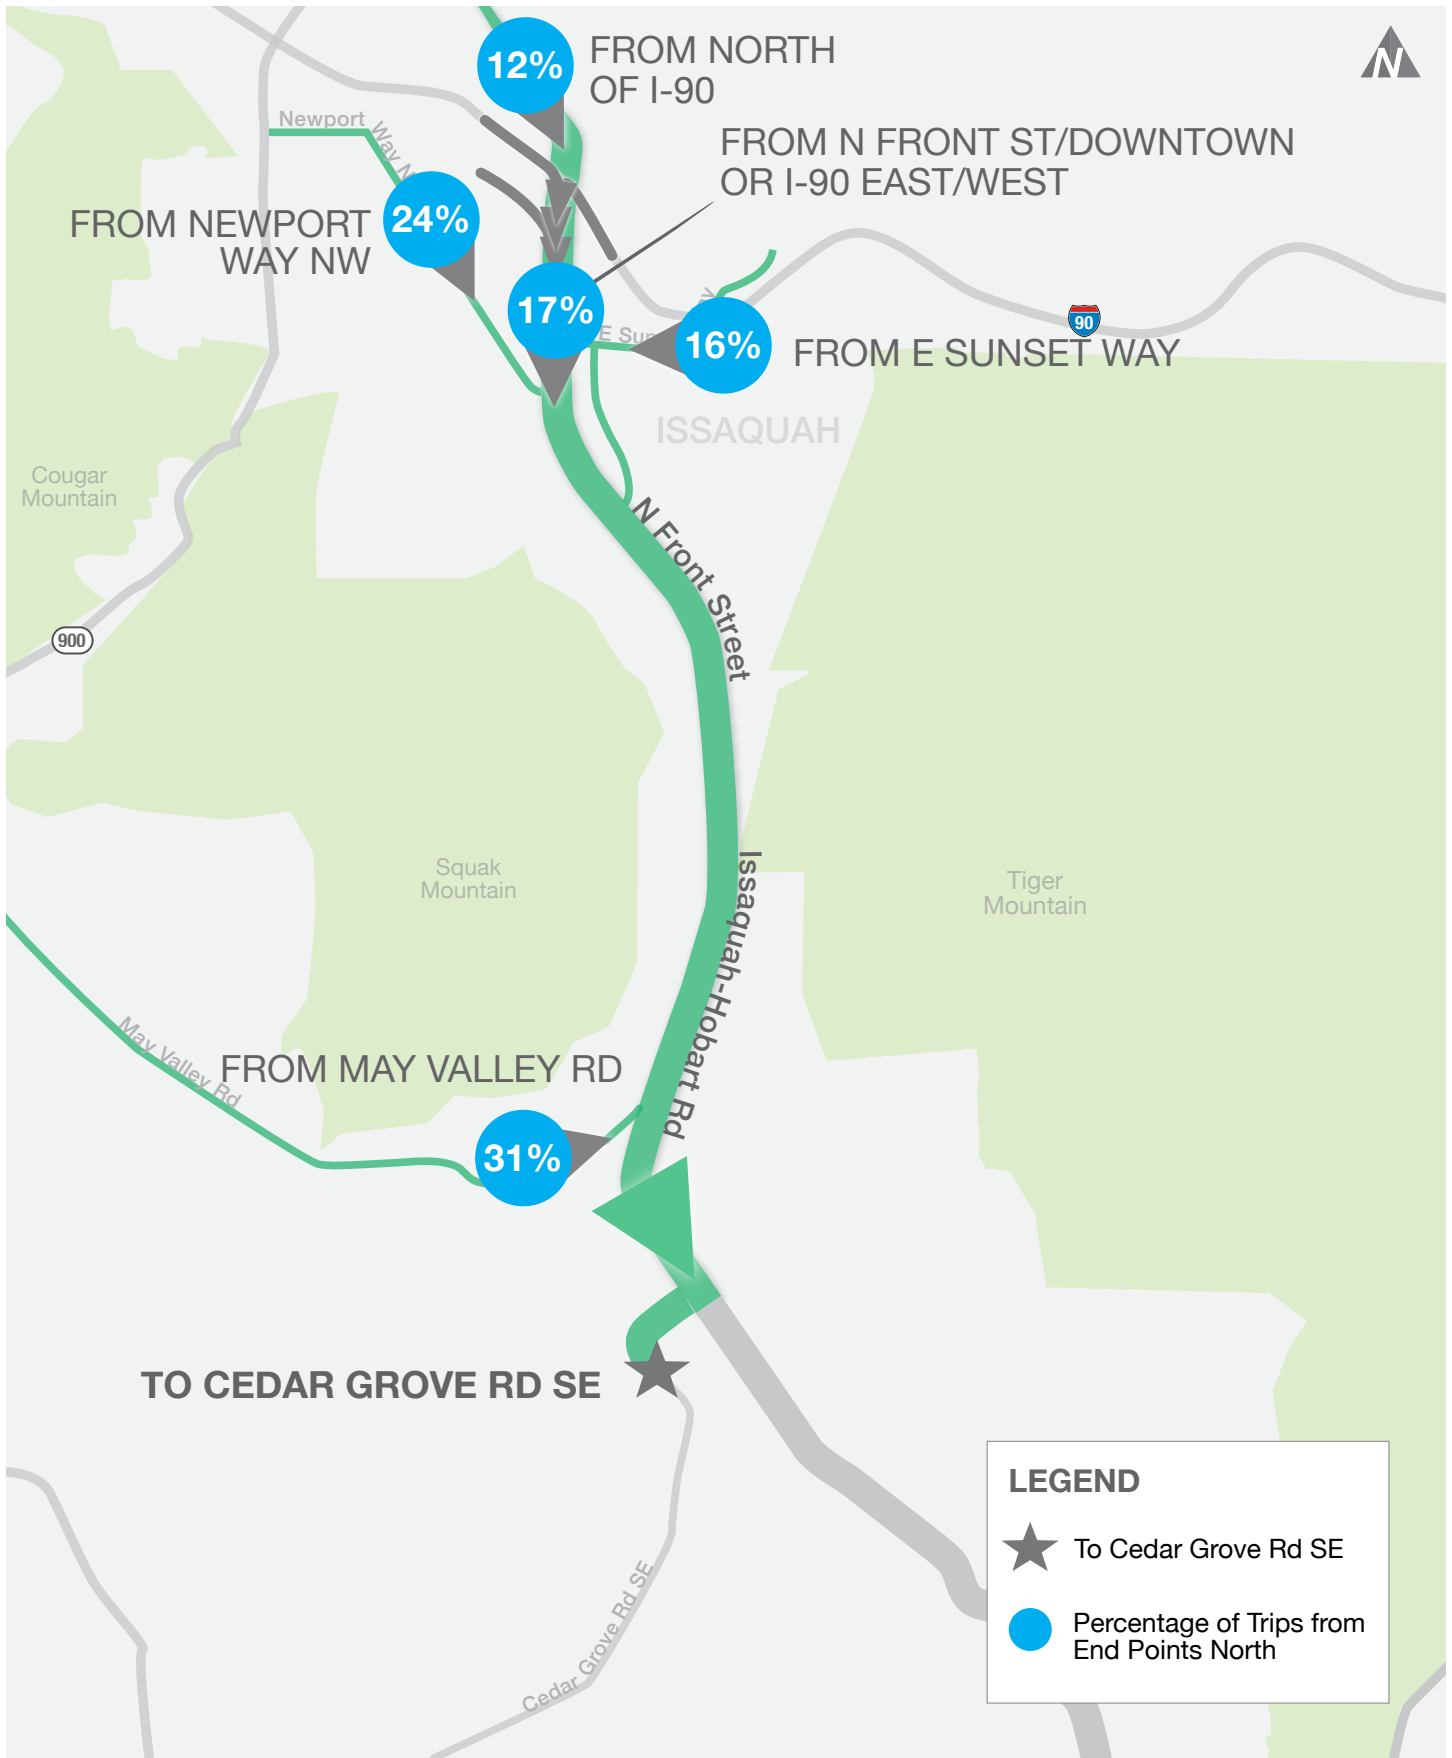 12%
FROM NORTH
OF I-90
N
FROM N FRONT ST/DOWNTOWN
OR I-90 EAST/WEST
Newport
Way N
FROM NEWPORT
WAY NW
24%
17%
E Sun
16%
FROM E SUNSET WAY
90
ISSAQUAH
Cougar
Mountain
N Front Street
900
Squak
Mountain
Tiger
Mountain
Issaquah-Hobart Rd
May Valley Rd
FROM MAY VALLEY RD
31%
TO CEDAR GROVE RD SE
Cedar Grove Rd SE
LEGEND
To Cedar Grove Rd SE
Percentage of Trips from
End Points North